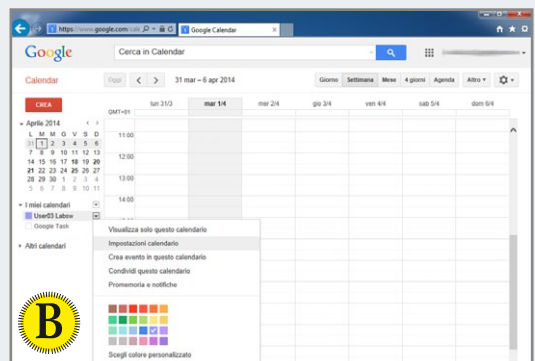 https://www.google.com/cale
Google Calendar
Google
Cerca in Calendar
Calendar
Oggi
31 mar – 6 apr 2014
Giorno Settimana Mese 4 giorni Agenda Altro
CREA
Aprile 2014
L M M G V S D
31 1 2 3 4 5 6
7 8 9 10 11 12 13
14 15 16 17 18 19 20
21 22 23 24 25 26 27
28 29 30 1 2 3 4
5 6 7 8 9 10 11
I miei calendari
User03 Labow
Google Task
Altri calendari
GMT+01
lun 31/3 mar 1/4 mer 2/4 gio 3/4 ven 4/4 sab 5/4 dom 6/4
11:00
12:00
13:00
14:00
Visualizza solo questo calendario
Impostazioni calendario
Crea evento in questo calendario
Condividi questo calendario
Promemoria e notifiche
Scegli colore personalizzato
B